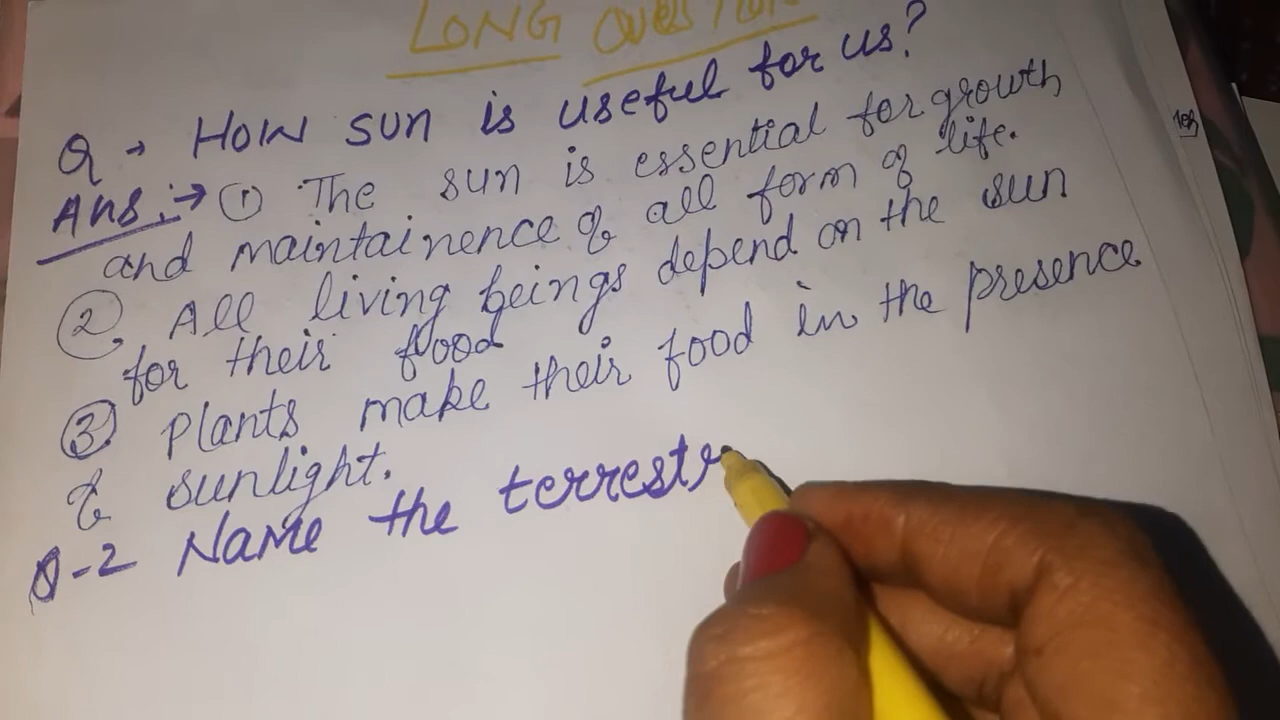 LONG QUESTION
Q → HOW SUN is useful for us?
Ans :→ ① The sun is essential for growth
and maintainence of all form of life.
② All living beings depend on the sun
for their food
③ Plants make their food in the presence
of sunlight.
Q-2 Name the terrestr
108